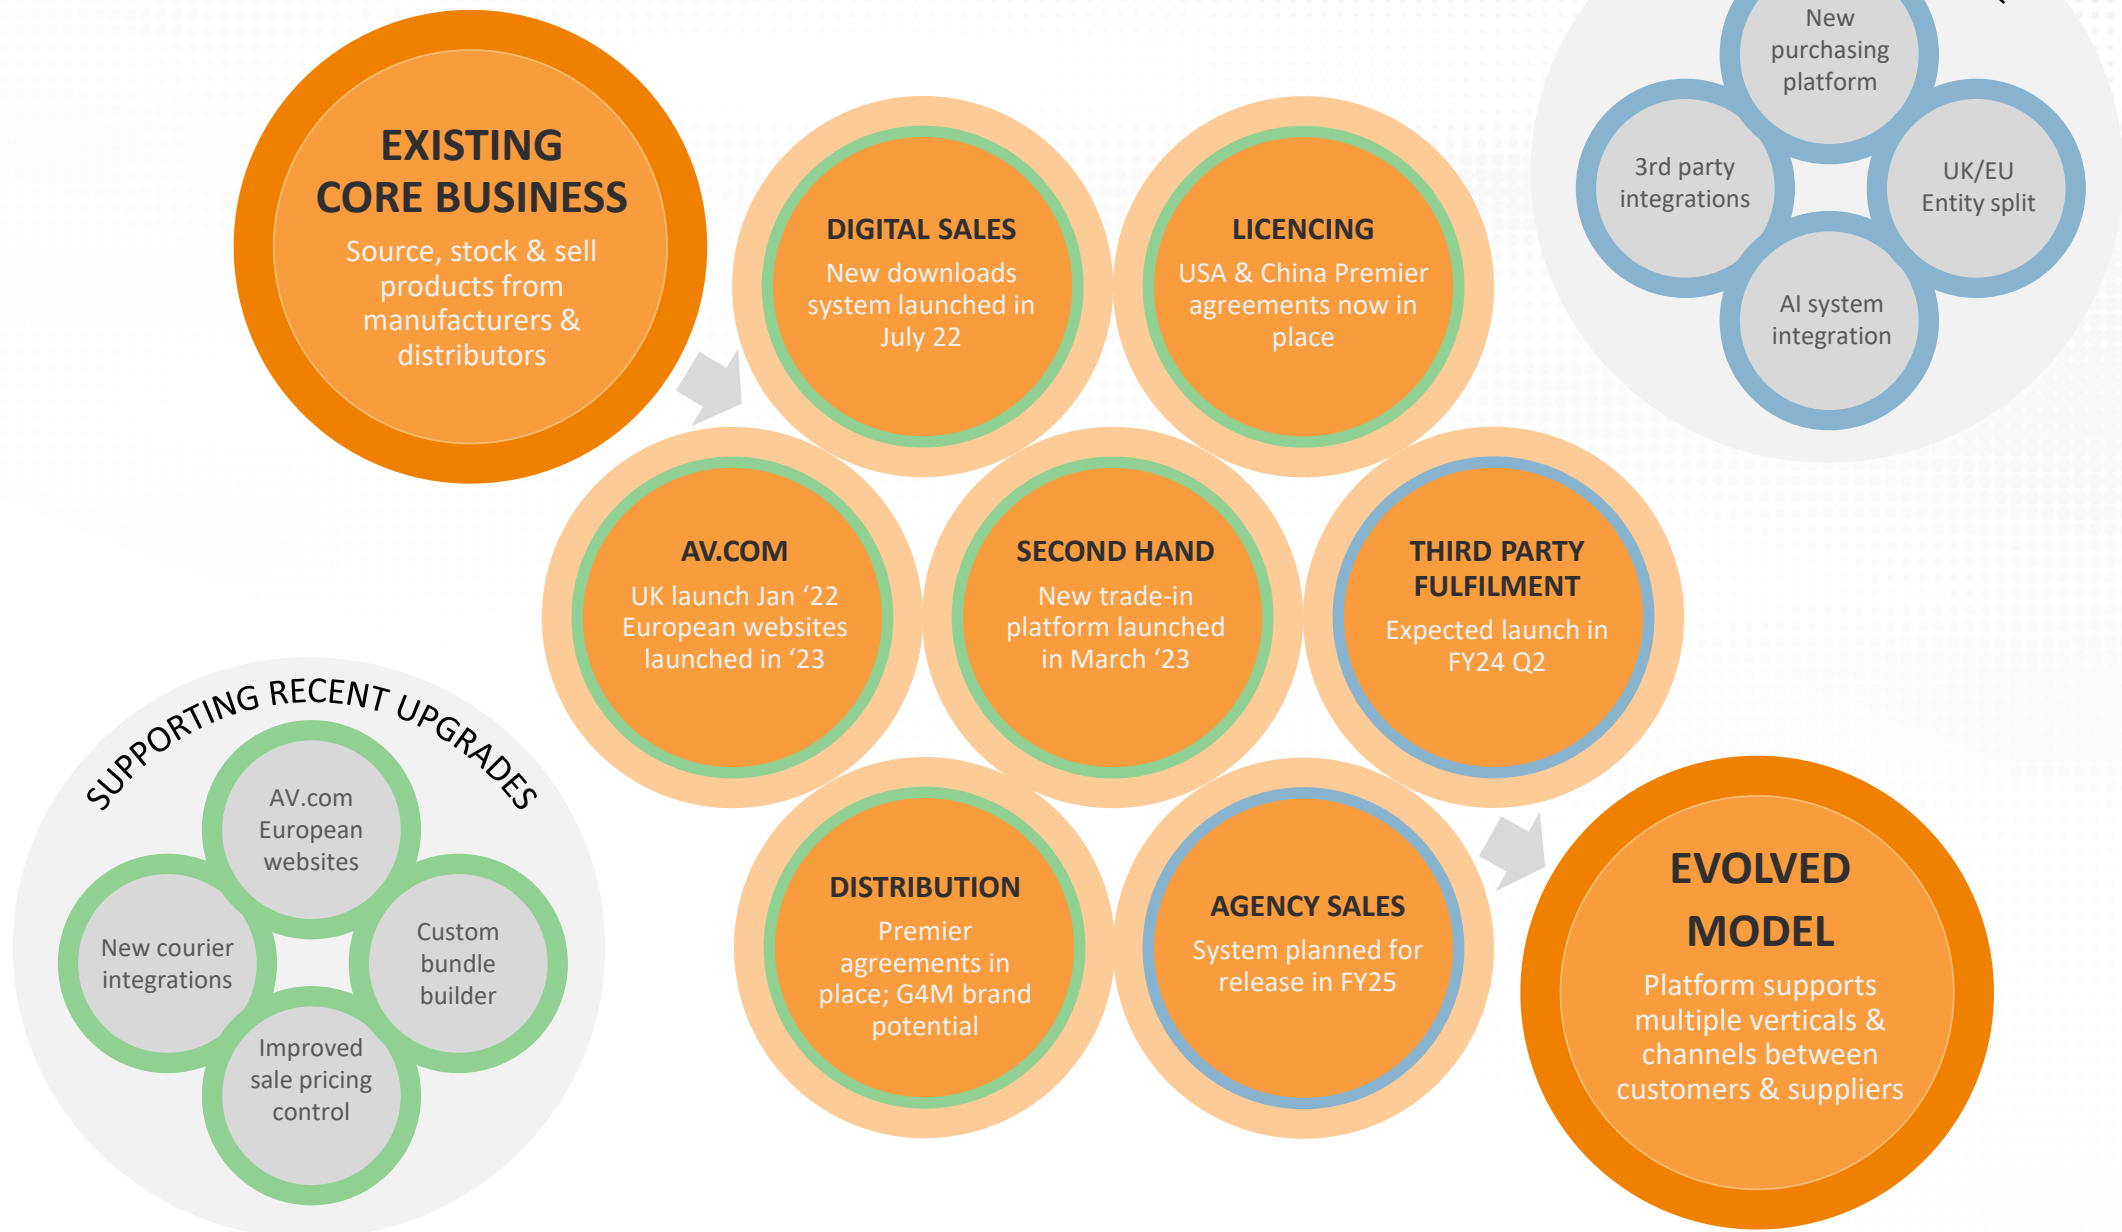 EXISTING
CORE BUSINESS
Source, stock & sell
products from
manufacturers &
distributors
DIGITAL SALES
New downloads
system launched in
July 22
LICENCING
USA & China Premier
agreements now in
place
New
purchasing
platform
3rd party
integrations
UK/EU
Entity split
AI system
integration
AV.COM
UK launch Jan ‘22
European websites
launched in ‘23
SECOND HAND
New trade-in
platform launched
in March ‘23
THIRD PARTY
FULFILMENT
Expected launch in
FY24 Q2
SUPPORTING RECENT UPGRADES
AV.com
European
websites
New courier
integrations
Custom
bundle
builder
Improved
sale pricing
control
DISTRIBUTION
Premier
agreements in
place; G4M brand
potential
AGENCY SALES
System planned for
release in FY25
EVOLVED
MODEL
Platform supports
multiple verticals &
channels between
customers & suppliers